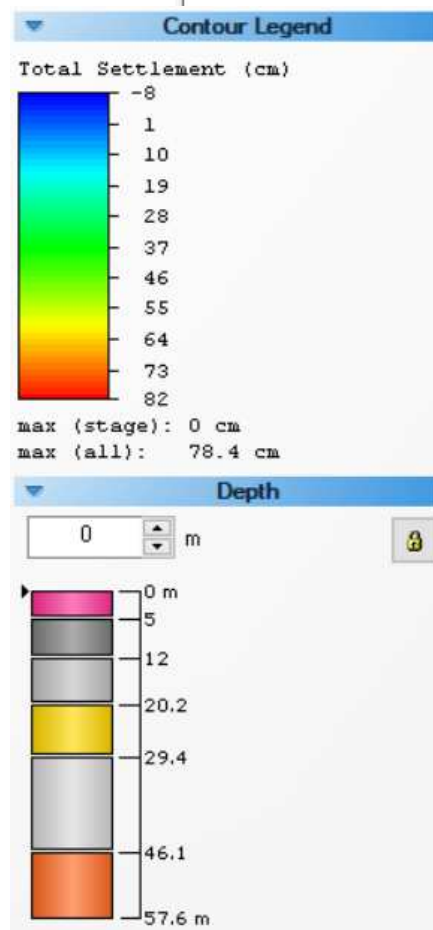 Contour Legend
Total Settlement (cm)
-8
1
10
19
28
37
46
55
64
73
82
max (stage): 0 cm
max (all): 78.4 cm
Depth
0 m
0 m
5
12
20.2
29.4
46.1
57.6 m